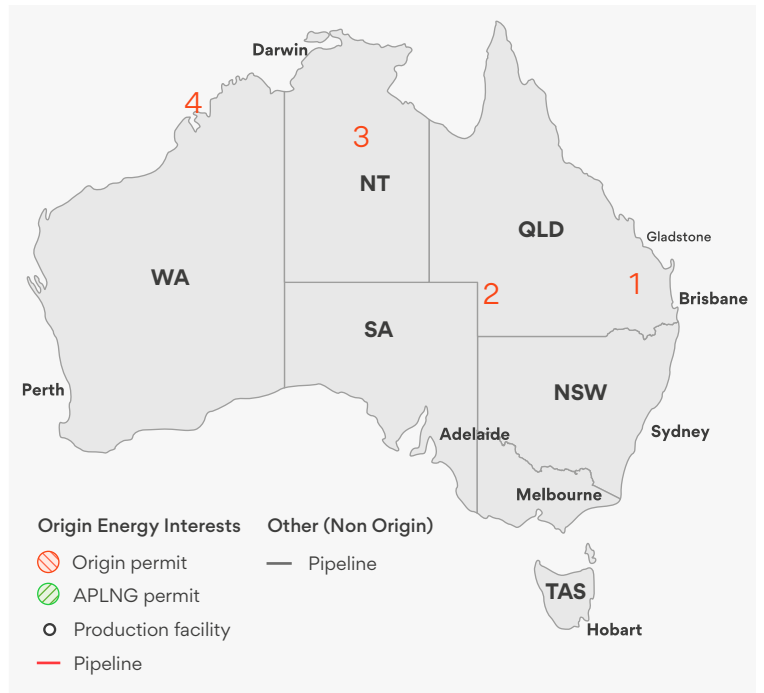 Darwin
4
3
NT
QLD
Gladstone
WA
2
1
Brisbane
SA
Perth
NSW
Adelaide
Sydney
Melbourne
Origin Energy Interests
Origin permit
APLNG permit
Production facility
Pipeline
Other (Non Origin)
Pipeline
TAS
Hobart